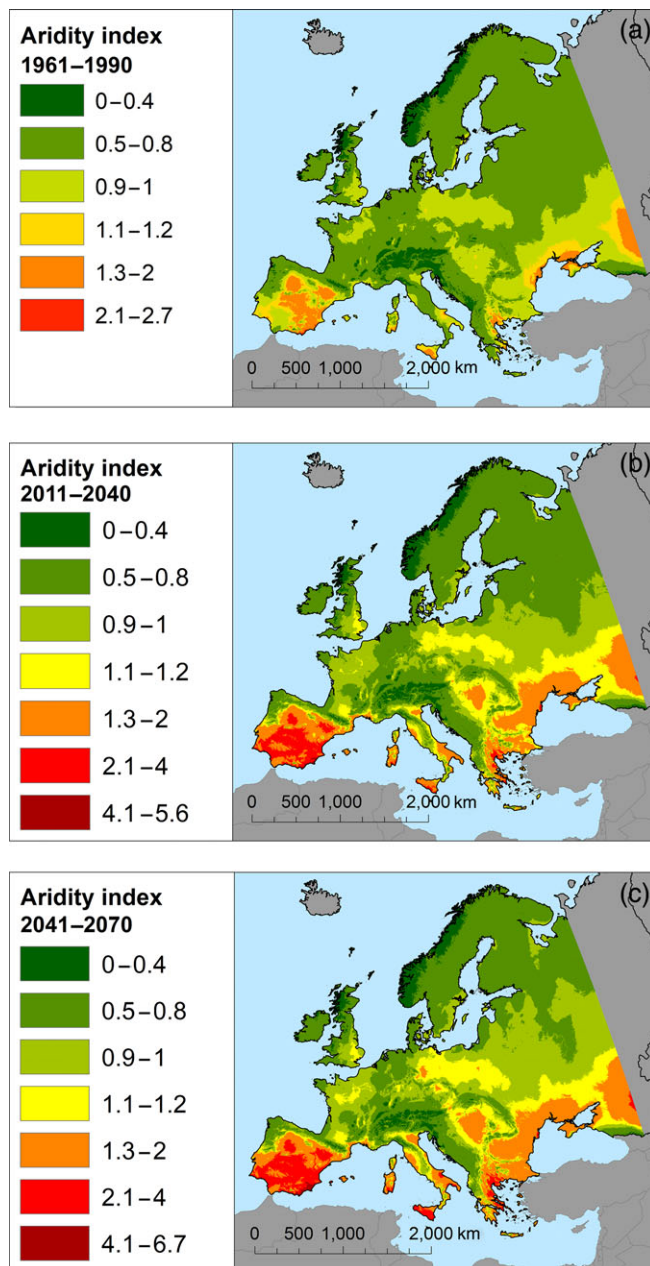 Aridity index
1961–1990
0–0.4
0.5–0.8
0.9–1
1.1–1.2
1.3–2
2.1–2.7
(a)
0 500 1,000 2,000 km
Aridity index
2011–2040
0–0.4
0.5–0.8
0.9–1
1.1–1.2
1.3–2
2.1–4
4.1–5.6
(b)
0 500 1,000 2,000 km
Aridity index
2041–2070
0–0.4
0.5–0.8
0.9–1
1.1–1.2
1.3–2
2.1–4
4.1–6.7
(c)
0 500 1,000 2,000 km